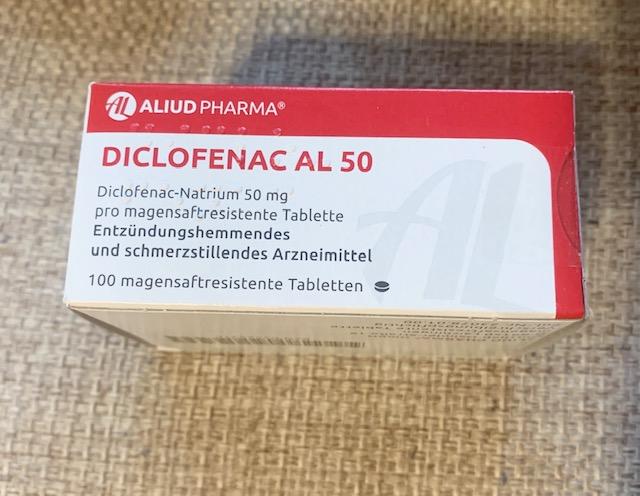 AL ALIUD PHARMA®
DICLOFENAC AL 50
Diclofenac-Natrium 50 mg
pro magensaftresistente Tablette
Entzündungshemmendes
und schmerzstillendes Arzneimittel
100 magensaftresistente Tabletten
AL